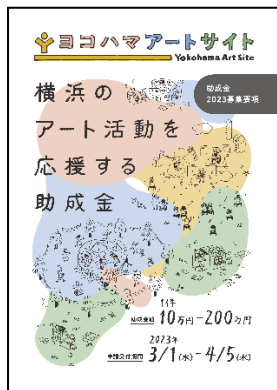 ヨコハマアートサイト
Yokohama Art Site
助成金
2023募集要項
横浜の
アート活動を
応援する
助成金
1件
助成金額 10万円-200万円
2023年
申請受付期間 3/1(水)-4/5(水)